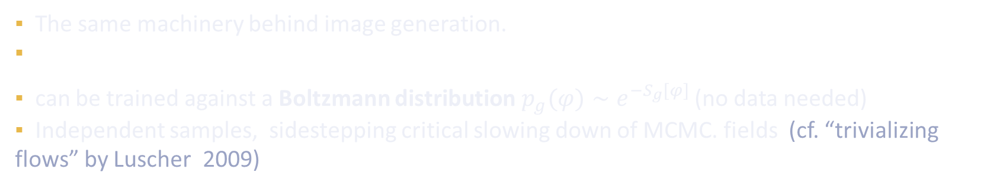 ▪ The same machinery behind image generation.
▪
▪ can be trained against a Boltzmann distribution p_g(φ) ~ e^{−S_g[φ]} (no data needed)
▪ Independent samples, sidestepping critical slowing down of MCMC. fields (cf. “trivializing
flows” by Luscher 2009)